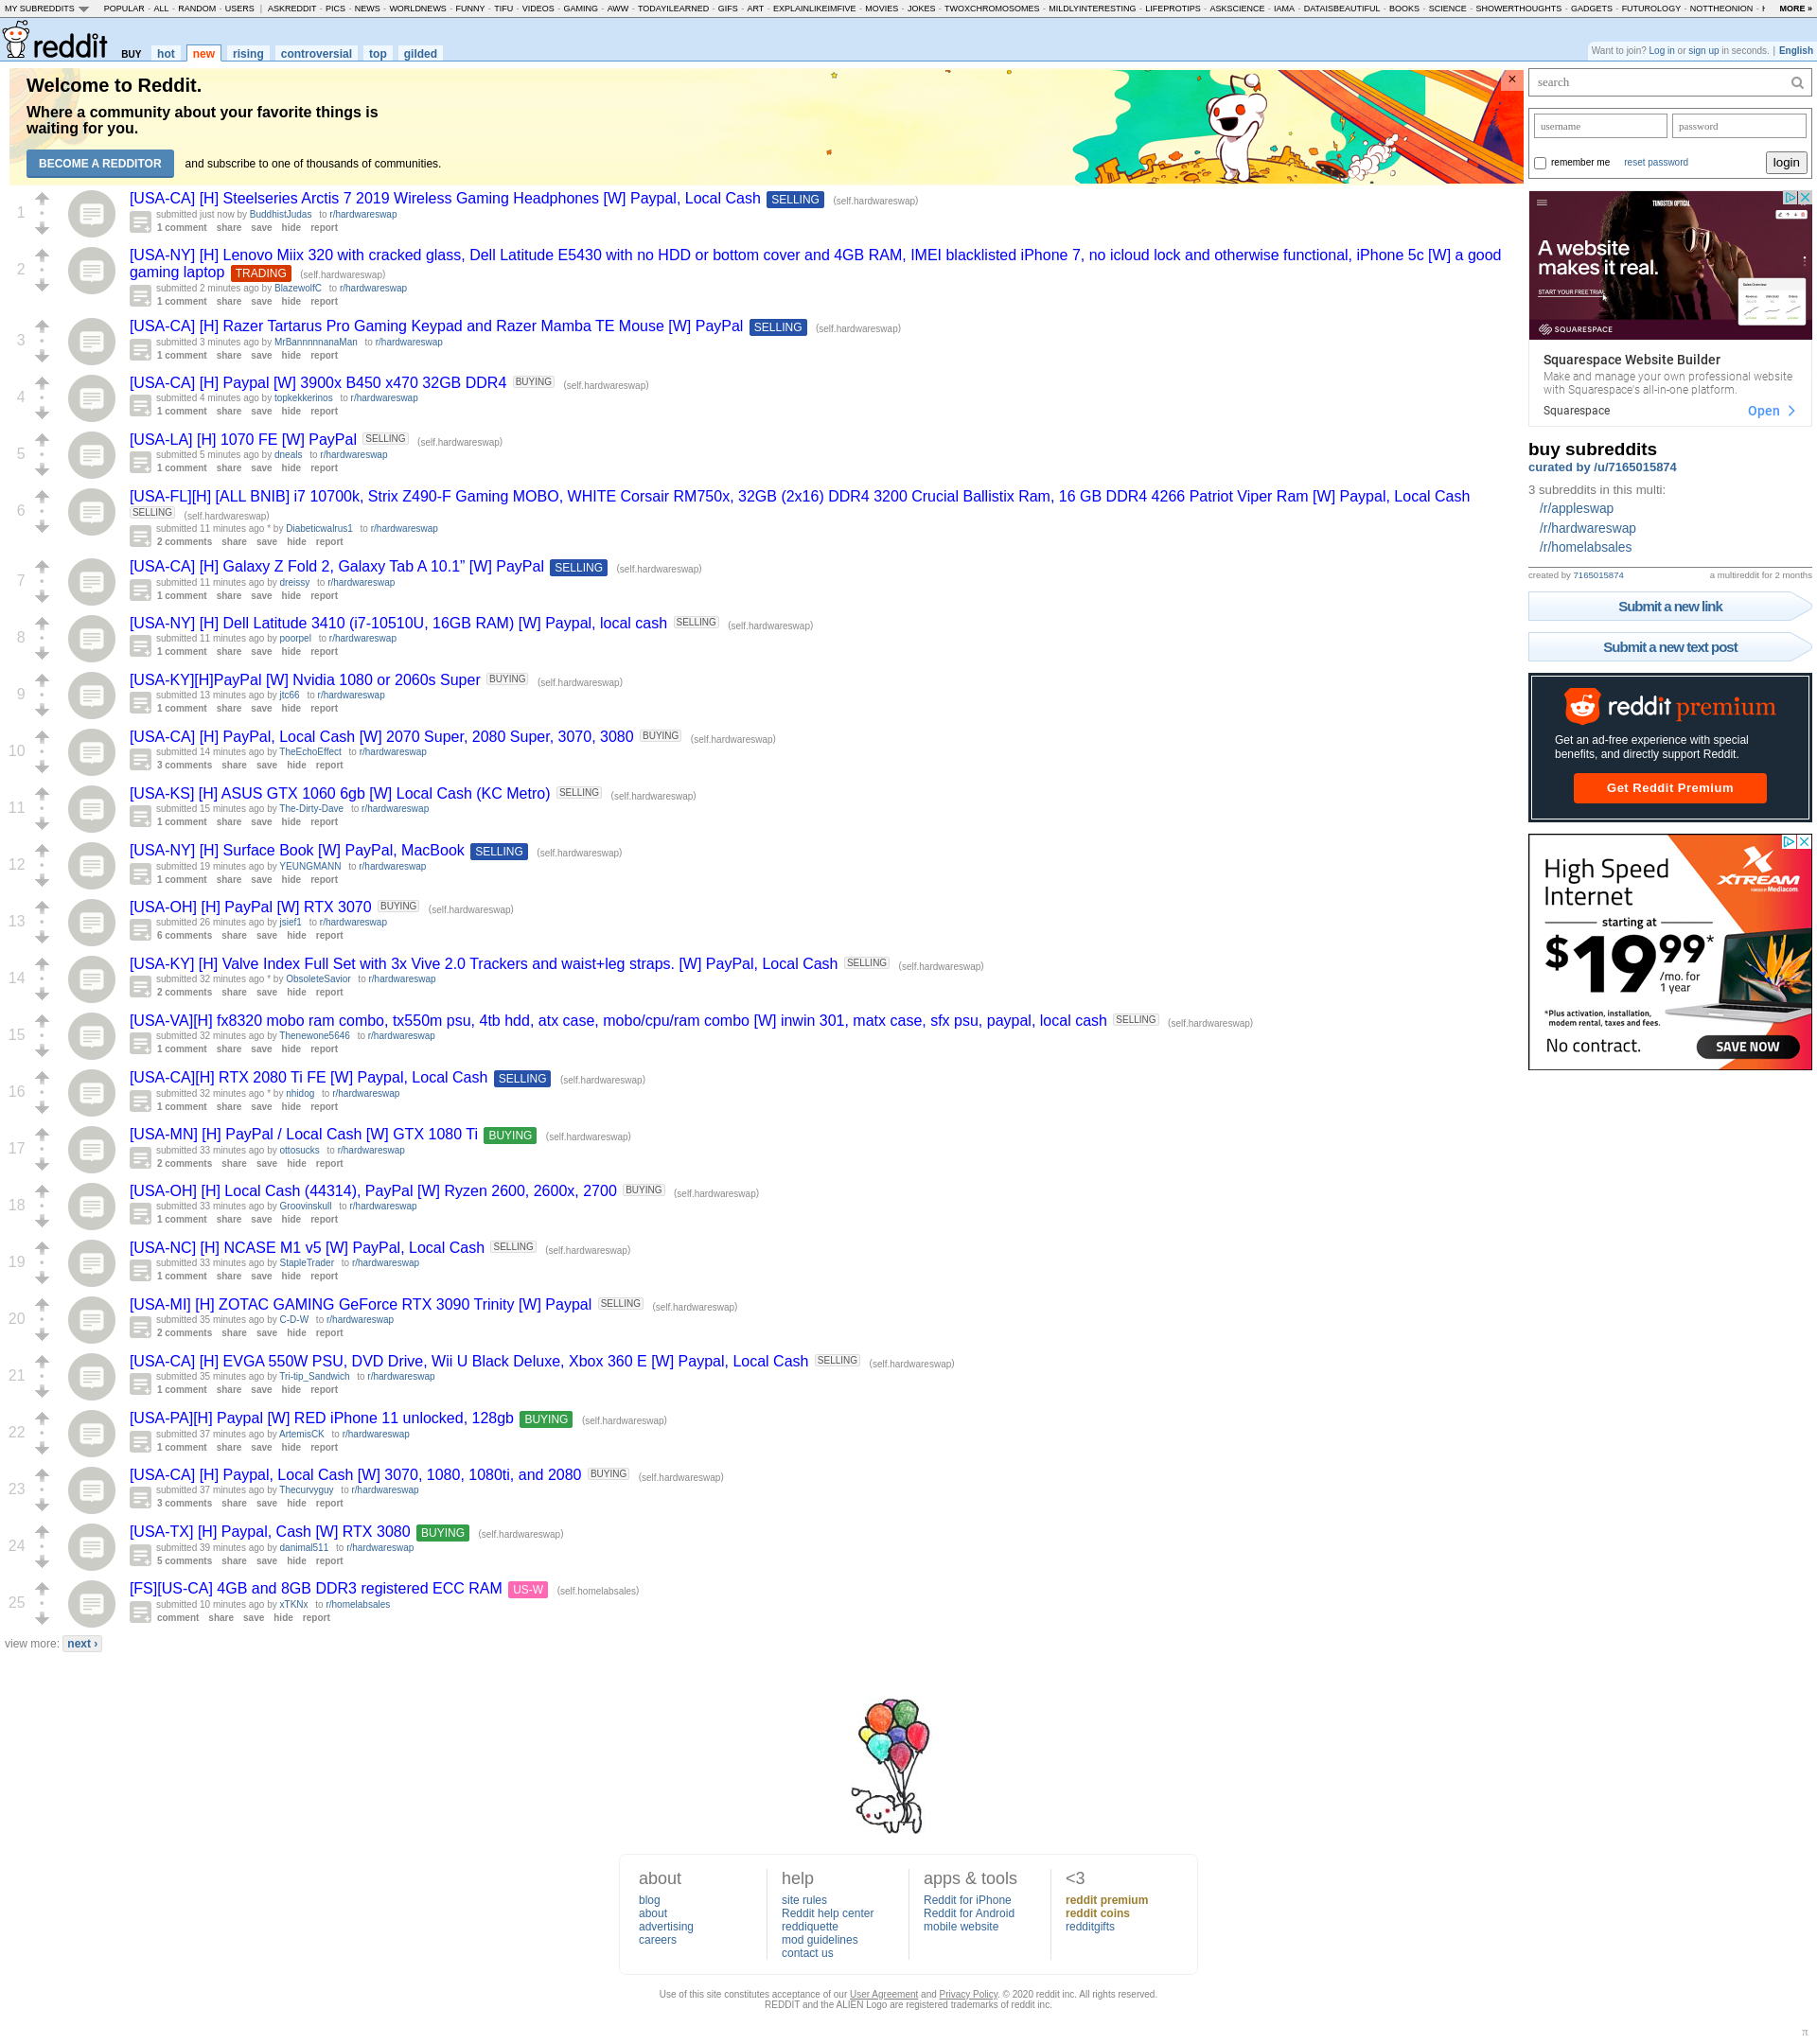 MY SUBREDDITS POPULAR - ALL - RANDOM - USERS | ASKREDDIT - PICS - NEWS - WORLDNEWS - FUNNY - TIFU - VIDEOS - GAMING - AWW - TODAYILEARNED - GIFS - ART - EXPLAINLIKEIMFIVE - MOVIES - JOKES - TWOXCHROMOSOMES - MILDLYINTERESTING - LIFEPROTIPS - ASKSCIENCE - IAMA - DATAISBEAUTIFUL - BOOKS - SCIENCE - SHOWERTHOUGHTS - GADGETS - FUTUROLOGY - NOTTHEONION - MORE »
reddit BUY hot new rising controversial top gilded
Want to join? Log in or sign up in seconds. | English
Welcome to Reddit.
Where a community about your favorite things is
waiting for you.
BECOME A REDDITOR and subscribe to one of thousands of communities.
1
[USA-CA] [H] Steelseries Arctis 7 2019 Wireless Gaming Headphones [W] Paypal, Local Cash SELLING (self.hardwareswap)
submitted just now by BuddhistJudas to r/hardwareswap
1 comment share save hide report
2
[USA-NY] [H] Lenovo Miix 320 with cracked glass, Dell Latitude E5430 with no HDD or bottom cover and 4GB RAM, IMEI blacklisted iPhone 7, no icloud lock and otherwise functional, iPhone 5c [W] a good
gaming laptop TRADING (self.hardwareswap)
submitted 2 minutes ago by BlazewolfC to r/hardwareswap
1 comment share save hide report
3
[USA-CA] [H] Razer Tartarus Pro Gaming Keypad and Razer Mamba TE Mouse [W] PayPal SELLING (self.hardwareswap)
submitted 3 minutes ago by MrBannnnnanaMan to r/hardwareswap
1 comment share save hide report
4
[USA-CA] [H] Paypal [W] 3900x B450 x470 32GB DDR4 BUYING (self.hardwareswap)
submitted 4 minutes ago by topkekkerinos to r/hardwareswap
1 comment share save hide report
5
[USA-LA] [H] 1070 FE [W] PayPal SELLING (self.hardwareswap)
submitted 5 minutes ago by dneals to r/hardwareswap
1 comment share save hide report
6
[USA-FL][H] [ALL BNIB] i7 10700k, Strix Z490-F Gaming MOBO, WHITE Corsair RM750x, 32GB (2x16) DDR4 3200 Crucial Ballistix Ram, 16 GB DDR4 4266 Patriot Viper Ram [W] Paypal, Local Cash
SELLING (self.hardwareswap)
submitted 11 minutes ago * by Diabeticwalrus1 to r/hardwareswap
2 comments share save hide report
7
[USA-CA] [H] Galaxy Z Fold 2, Galaxy Tab A 10.1” [W] PayPal SELLING (self.hardwareswap)
submitted 11 minutes ago by dreissy to r/hardwareswap
1 comment share save hide report
8
[USA-NY] [H] Dell Latitude 3410 (i7-10510U, 16GB RAM) [W] Paypal, local cash SELLING (self.hardwareswap)
submitted 11 minutes ago by poorpel to r/hardwareswap
1 comment share save hide report
9
[USA-KY][H]PayPal [W] Nvidia 1080 or 2060s Super BUYING (self.hardwareswap)
submitted 13 minutes ago by jtc66 to r/hardwareswap
1 comment share save hide report
10
[USA-CA] [H] PayPal, Local Cash [W] 2070 Super, 2080 Super, 3070, 3080 BUYING (self.hardwareswap)
submitted 14 minutes ago by TheEchoEffect to r/hardwareswap
3 comments share save hide report
11
[USA-KS] [H] ASUS GTX 1060 6gb [W] Local Cash (KC Metro) SELLING (self.hardwareswap)
submitted 15 minutes ago by The-Dirty-Dave to r/hardwareswap
1 comment share save hide report
12
[USA-NY] [H] Surface Book [W] PayPal, MacBook SELLING (self.hardwareswap)
submitted 19 minutes ago by YEUNGMANN to r/hardwareswap
1 comment share save hide report
13
[USA-OH] [H] PayPal [W] RTX 3070 BUYING (self.hardwareswap)
submitted 26 minutes ago by jsief1 to r/hardwareswap
6 comments share save hide report
14
[USA-KY] [H] Valve Index Full Set with 3x Vive 2.0 Trackers and waist+leg straps. [W] PayPal, Local Cash SELLING (self.hardwareswap)
submitted 32 minutes ago * by ObsoleteSavior to r/hardwareswap
2 comments share save hide report
15
[USA-VA][H] fx8320 mobo ram combo, tx550m psu, 4tb hdd, atx case, mobo/cpu/ram combo [W] inwin 301, matx case, sfx psu, paypal, local cash SELLING (self.hardwareswap)
submitted 32 minutes ago by Thenewone5646 to r/hardwareswap
1 comment share save hide report
16
[USA-CA][H] RTX 2080 Ti FE [W] Paypal, Local Cash SELLING (self.hardwareswap)
submitted 32 minutes ago * by nhidog to r/hardwareswap
1 comment share save hide report
17
[USA-MN] [H] PayPal / Local Cash [W] GTX 1080 Ti BUYING (self.hardwareswap)
submitted 33 minutes ago by ottosucks to r/hardwareswap
2 comments share save hide report
18
[USA-OH] [H] Local Cash (44314), PayPal [W] Ryzen 2600, 2600x, 2700 BUYING (self.hardwareswap)
submitted 33 minutes ago by Groovinskull to r/hardwareswap
1 comment share save hide report
19
[USA-NC] [H] NCASE M1 v5 [W] PayPal, Local Cash SELLING (self.hardwareswap)
submitted 33 minutes ago by StapleTrader to r/hardwareswap
1 comment share save hide report
20
[USA-MI] [H] ZOTAC GAMING GeForce RTX 3090 Trinity [W] Paypal SELLING (self.hardwareswap)
submitted 35 minutes ago by C-D-W to r/hardwareswap
2 comments share save hide report
21
[USA-CA] [H] EVGA 550W PSU, DVD Drive, Wii U Black Deluxe, Xbox 360 E [W] Paypal, Local Cash SELLING (self.hardwareswap)
submitted 35 minutes ago by Tri-tip_Sandwich to r/hardwareswap
1 comment share save hide report
22
[USA-PA][H] Paypal [W] RED iPhone 11 unlocked, 128gb BUYING (self.hardwareswap)
submitted 37 minutes ago by ArtemisCK to r/hardwareswap
1 comment share save hide report
23
[USA-CA] [H] Paypal, Local Cash [W] 3070, 1080, 1080ti, and 2080 BUYING (self.hardwareswap)
submitted 37 minutes ago by Thecurvyguy to r/hardwareswap
3 comments share save hide report
24
[USA-TX] [H] Paypal, Cash [W] RTX 3080 BUYING (self.hardwareswap)
submitted 39 minutes ago by danimal511 to r/hardwareswap
5 comments share save hide report
25
[FS][US-CA] 4GB and 8GB DDR3 registered ECC RAM US-W (self.homelabsales)
submitted 10 minutes ago by xTKNx to r/homelabsales
comment share save hide report
view more: next ›
search
username password
remember me reset password login
TUNGSTEN OPTICAL
A website
makes it real.
START YOUR FREE TRIAL
SQUARESPACE
Squarespace Website Builder
Make and manage your own professional website
with Squarespace's all-in-one platform.
Squarespace Open
buy subreddits
curated by /u/7165015874
3 subreddits in this multi:
/r/appleswap
/r/hardwareswap
/r/homelabsales
created by 7165015874 a multireddit for 2 months
Submit a new link
Submit a new text post
reddit premium
Get an ad-free experience with special
benefits, and directly support Reddit.
Get Reddit Premium
High Speed
Internet
XTREAM
POWERED BY Mediacom
starting at
$19.99*
/mo. for
1 year
*Plus activation, installation,
modem rental, taxes and fees.
No contract. SAVE NOW
about
blog
about
advertising
careers
help
site rules
Reddit help center
reddiquette
mod guidelines
contact us
apps & tools
Reddit for iPhone
Reddit for Android
mobile website
<3
reddit premium
reddit coins
redditgifts
Use of this site constitutes acceptance of our User Agreement and Privacy Policy. © 2020 reddit inc. All rights reserved.
REDDIT and the ALIEN Logo are registered trademarks of reddit inc.
π